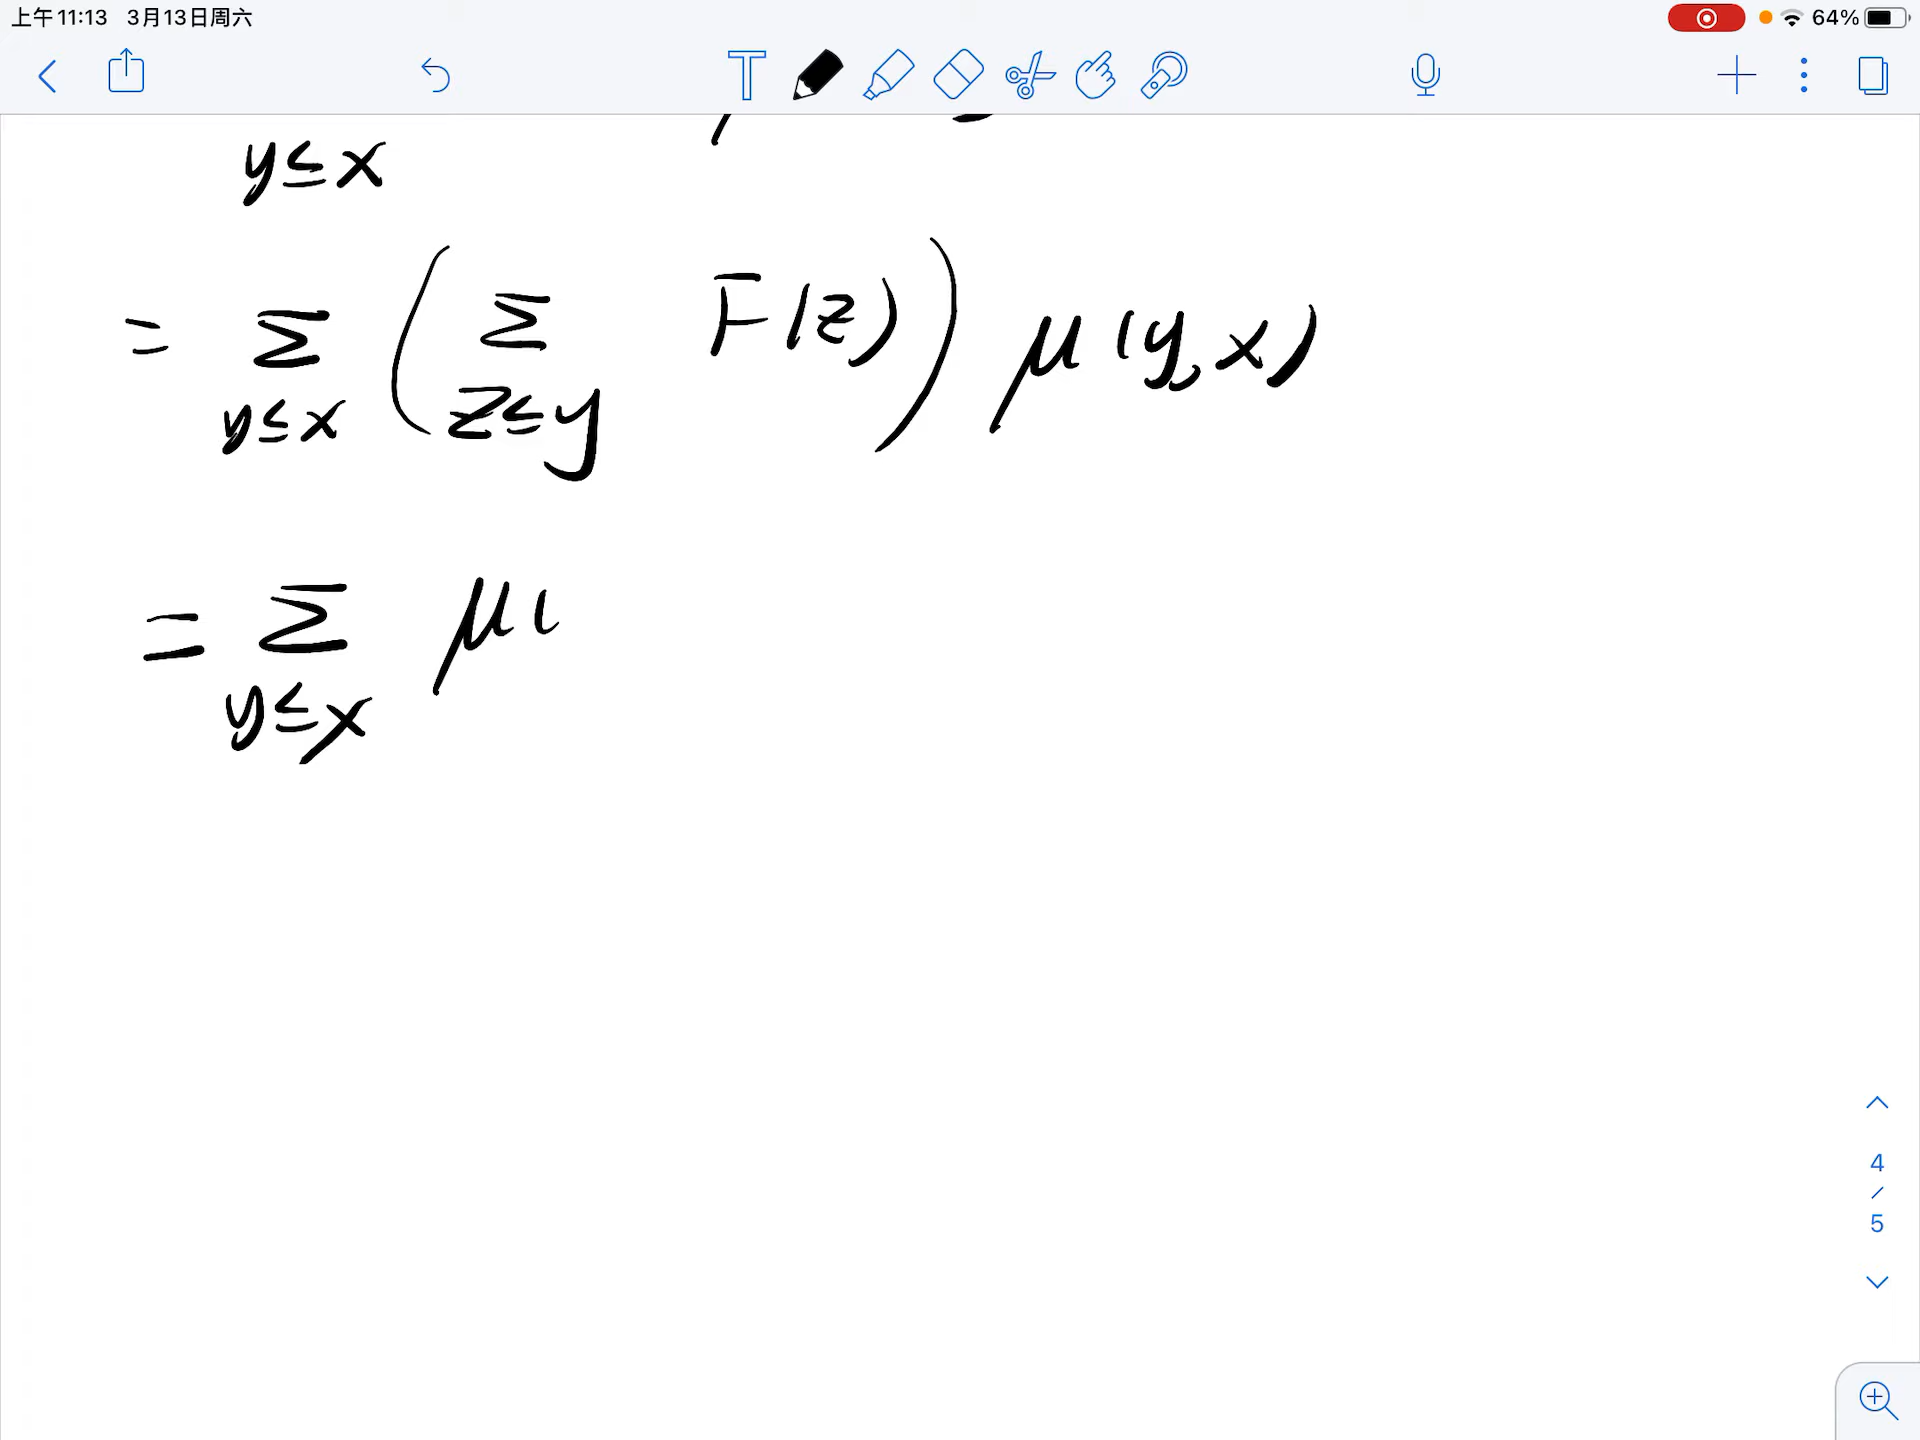 上午11:13 3月13日周六 64%
T
y≤x
= Σ ( Σ F(z) ) μ(y,x)
y≤x z≤y
= Σ μ(
y≤x
4
/
5